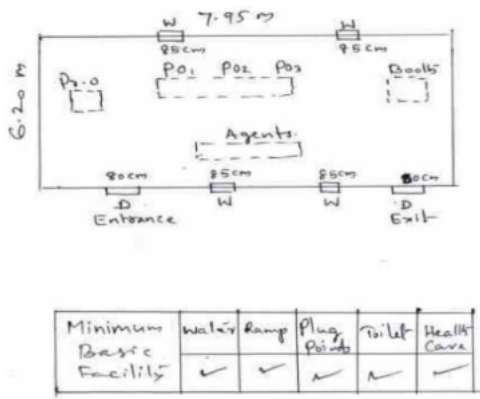 7.95 m
W W
85cm 85cm
6.20 m
PO1 PO2 PO3
Pr.O
Booth
Agents.
80cm 85cm 85cm 80cm
D W W D
Entrance Exit
Minimum Basic Facility
Water Ramp Plug Points Toilet Health Care
✓ ✓ ✓ ✓ ✓